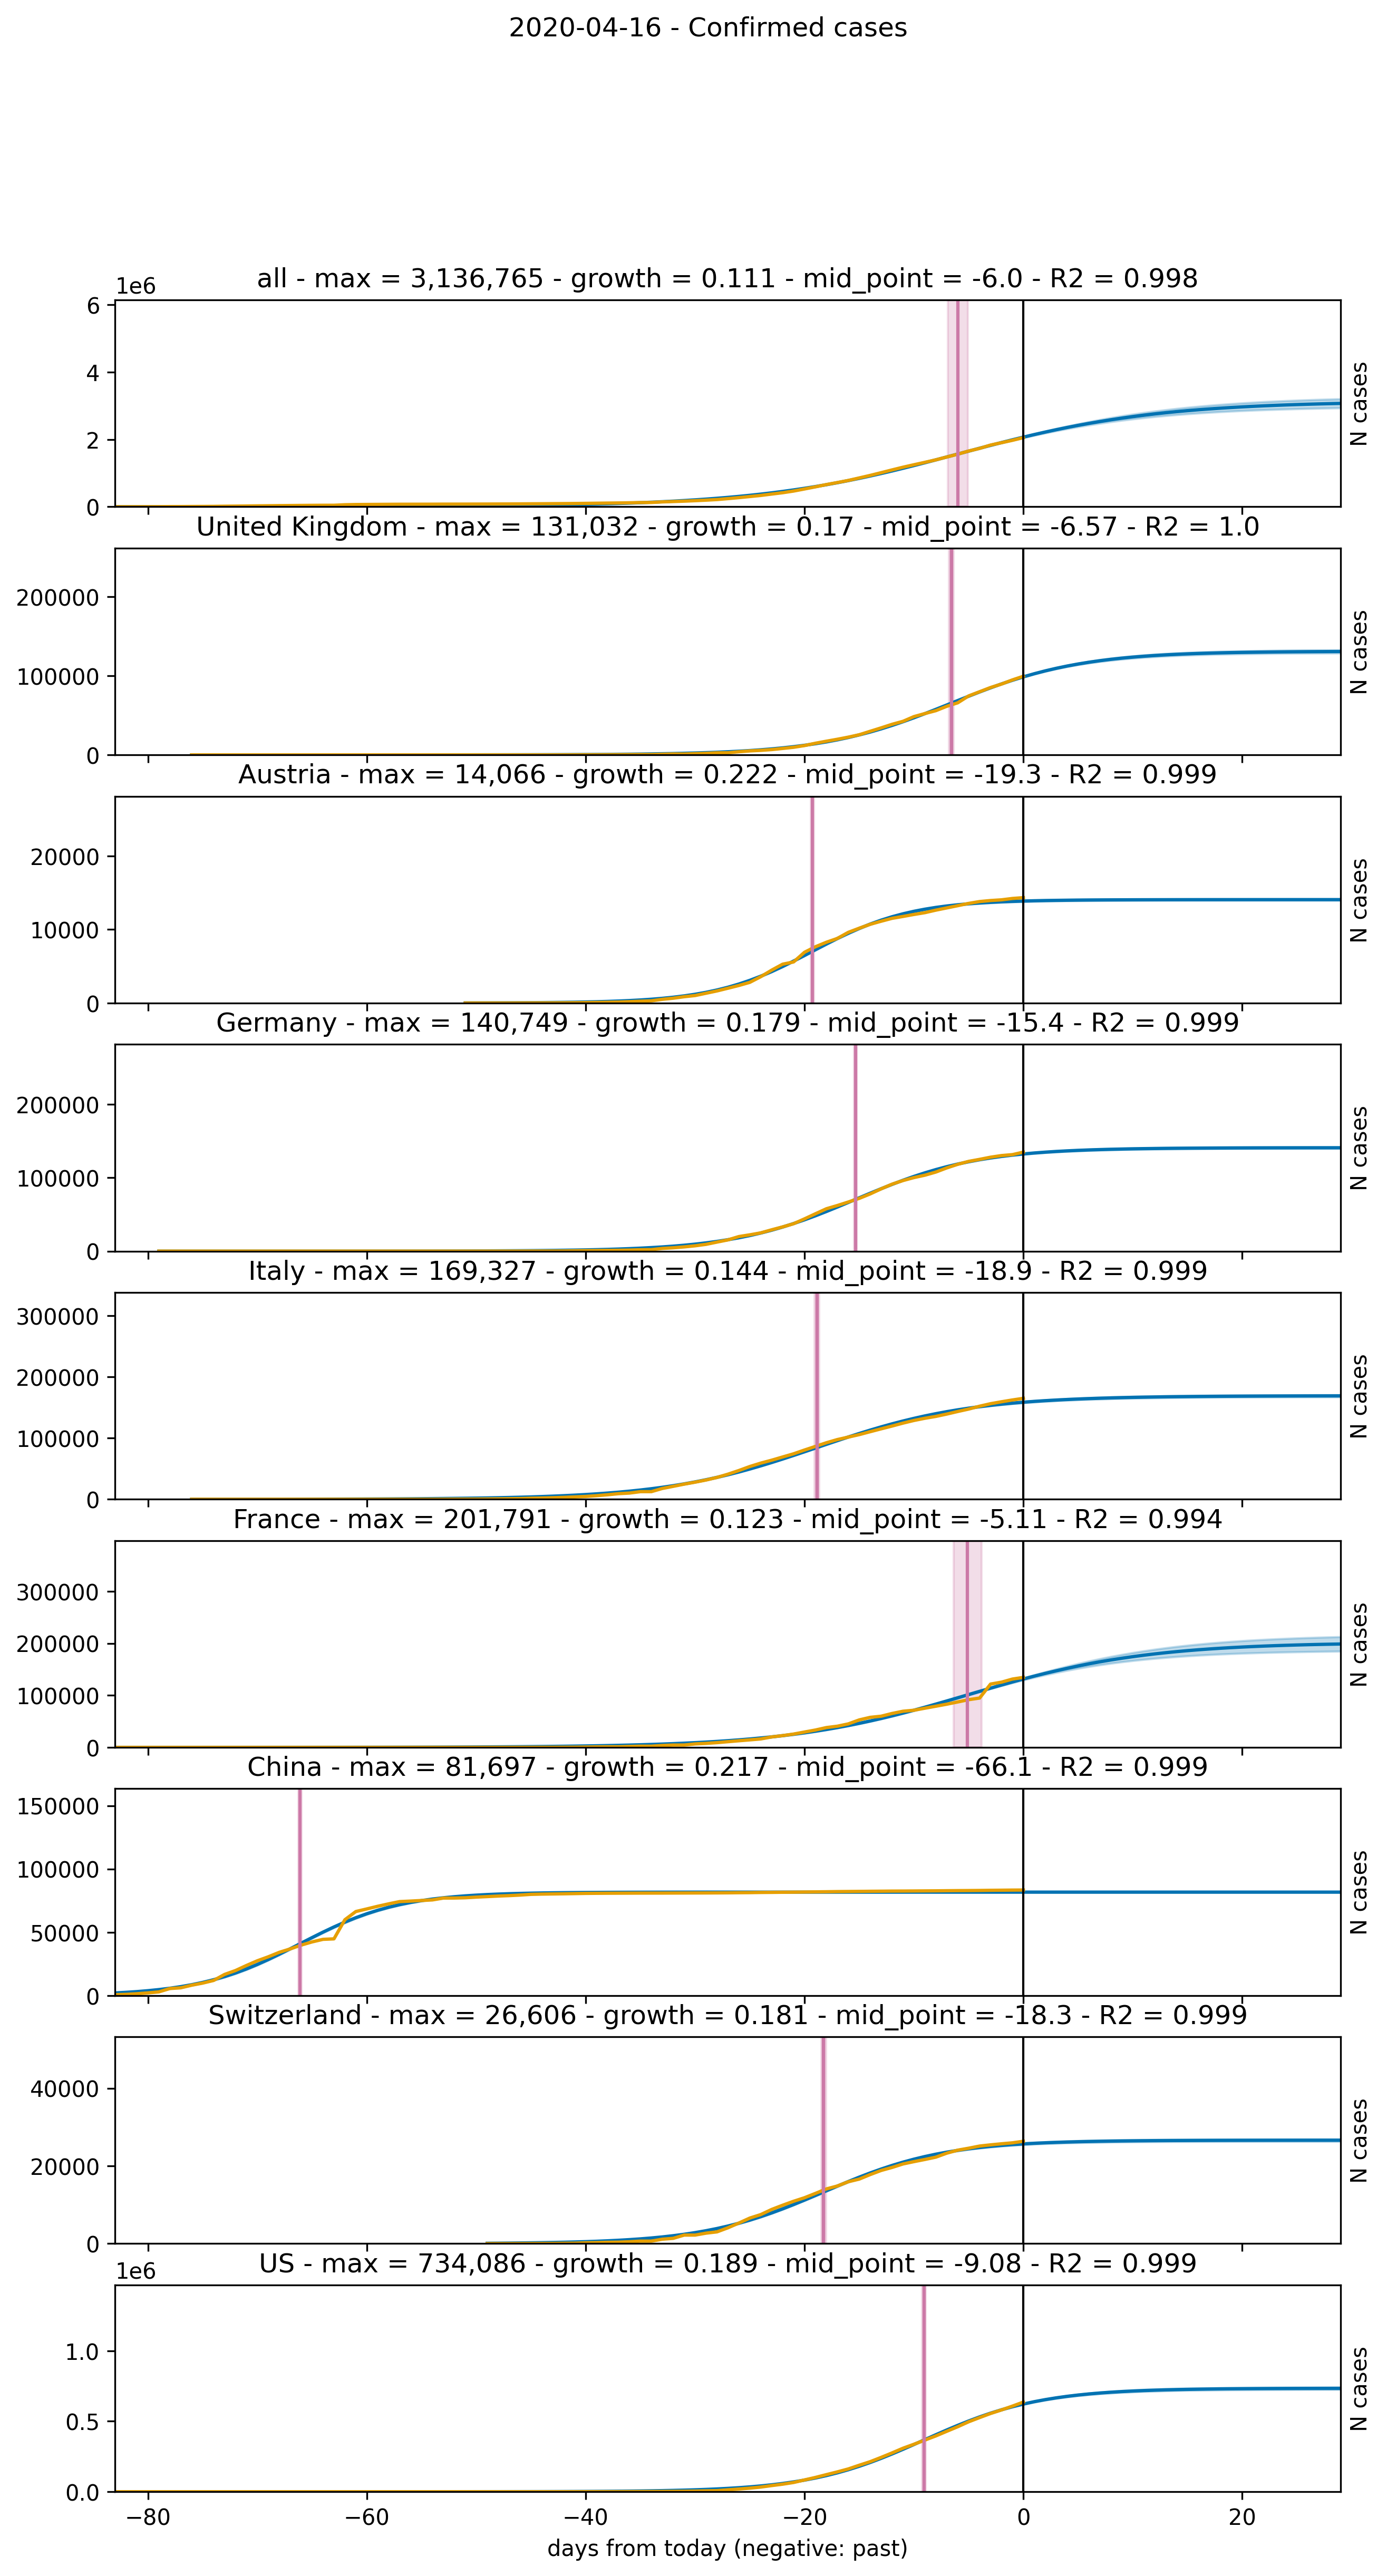 2020-04-16 - Confirmed cases
all - max = 3,136,765 - growth = 0.111 - mid_point = -6.0 - R2 = 0.998
1e6
6
4
2
0
N cases
United Kingdom - max = 131,032 - growth = 0.17 - mid_point = -6.57 - R2 = 1.0
200000
100000
0
N cases
Austria - max = 14,066 - growth = 0.222 - mid_point = -19.3 - R2 = 0.999
20000
10000
0
N cases
Germany - max = 140,749 - growth = 0.179 - mid_point = -15.4 - R2 = 0.999
200000
100000
0
N cases
Italy - max = 169,327 - growth = 0.144 - mid_point = -18.9 - R2 = 0.999
300000
200000
100000
0
N cases
France - max = 201,791 - growth = 0.123 - mid_point = -5.11 - R2 = 0.994
300000
200000
100000
0
N cases
China - max = 81,697 - growth = 0.217 - mid_point = -66.1 - R2 = 0.999
150000
100000
50000
0
N cases
Switzerland - max = 26,606 - growth = 0.181 - mid_point = -18.3 - R2 = 0.999
40000
20000
0
N cases
US - max = 734,086 - growth = 0.189 - mid_point = -9.08 - R2 = 0.999
1e6
1.0
0.5
0.0
N cases
−80 −60 −40 −20 0 20
days from today (negative: past)